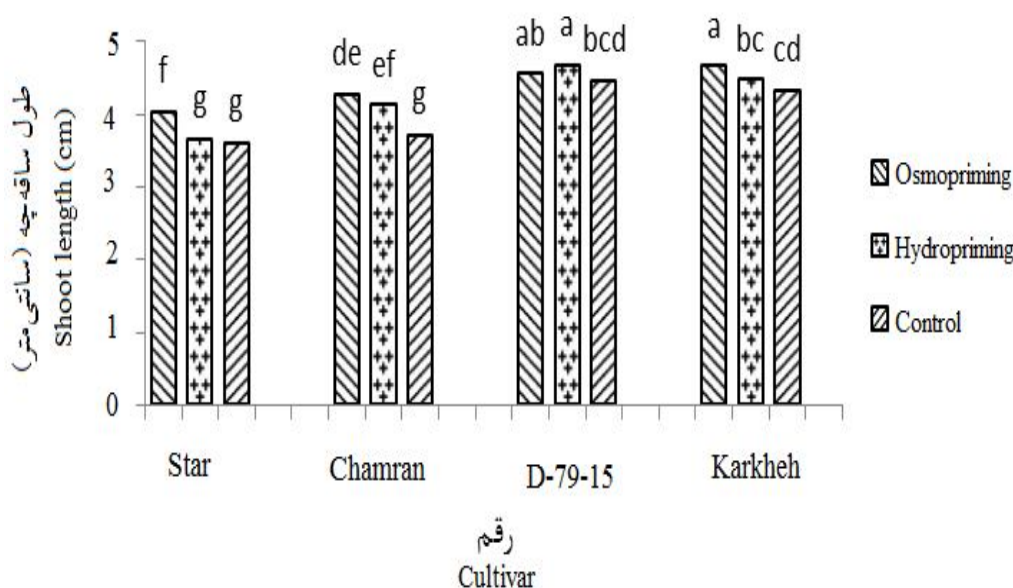 طول ساقه چه (سانتی متر)
Shoot length (cm)
5
4
3
2
1
0
f
g
g
de
ef
g
ab
a
bcd
a
bc
cd
Osmopriming
Hydropriming
Control
Star
Chamran
D-79-15
Karkheh
رقم
Cultivar